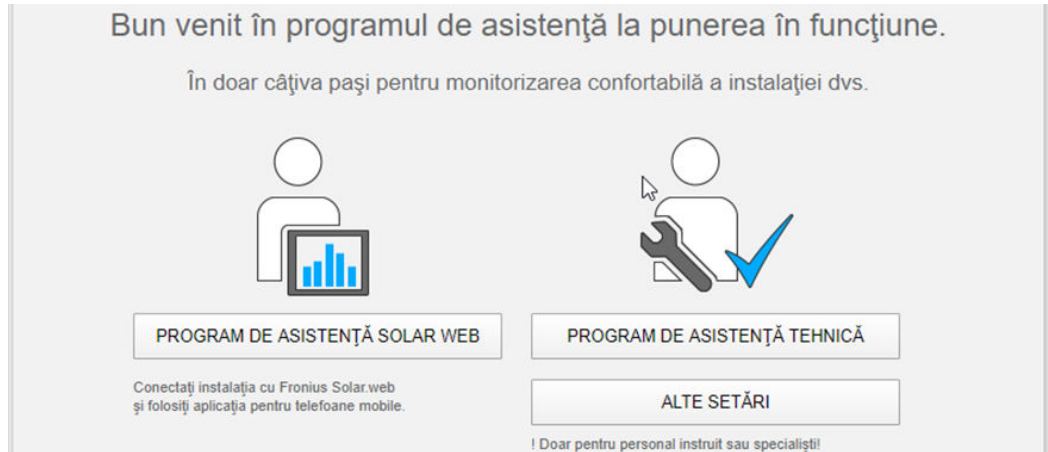 Bun venit în programul de asistenţă la punerea în funcţiune.
În doar câţiva paşi pentru monitorizarea confortabilă a instalaţiei dvs.
PROGRAM DE ASISTENŢĂ SOLAR WEB
Conectaţi instalaţia cu Fronius Solar.web
şi folosiţi aplicaţia pentru telefoane mobile.
PROGRAM DE ASISTENŢĂ TEHNICĂ
ALTE SETĂRI
! Doar pentru personal instruit sau specialişti!